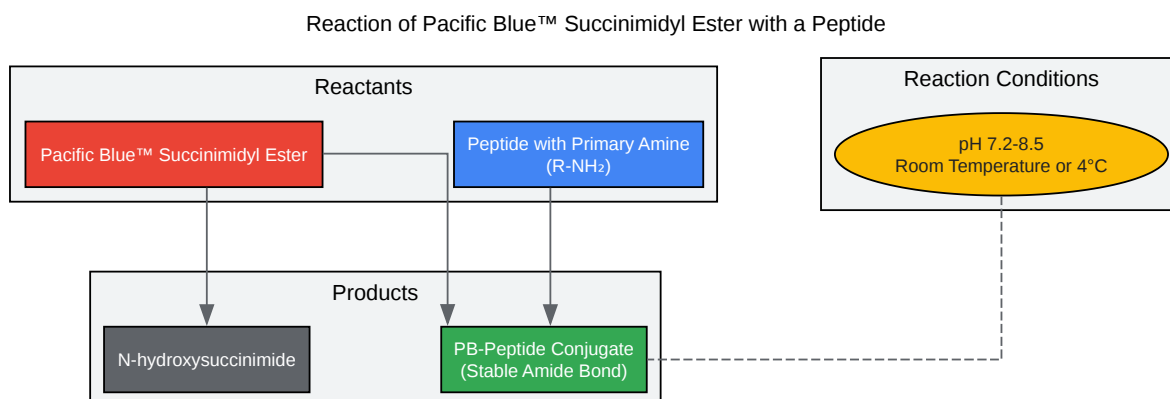 Reaction of Pacific Blue™ Succinimidyl Ester with a Peptide
Reactants
Pacific Blue™ Succinimidyl Ester
Peptide with Primary Amine
(R-NH₂)
Reaction Conditions
pH 7.2-8.5
Room Temperature or 4°C
Products
N-hydroxysuccinimide
PB-Peptide Conjugate
(Stable Amide Bond)